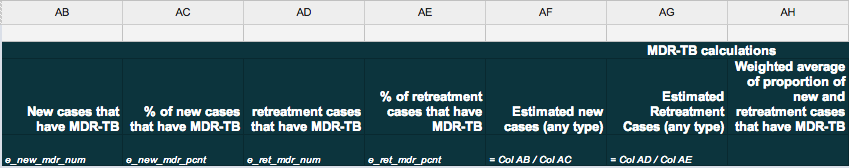 AB AC AD AE AF AG AH
MDR-TB calculations
New cases that
have MDR-TB
% of new cases
that have MDR-TB
retreatment cases
that have MDR-TB
% of retreatment
cases that have
MDR-TB
Estimated new
cases (any type)
Estimated
Retreatment
Cases (any type)
Weighted average
of proportion of
new and
retreatment cases
that have MDR-TB
e_new_mdr_num e_new_mdr_pcnt e_ret_mdr_num e_ret_mdr_pcnt = Col AB / Col AC = Col AD / Col AE